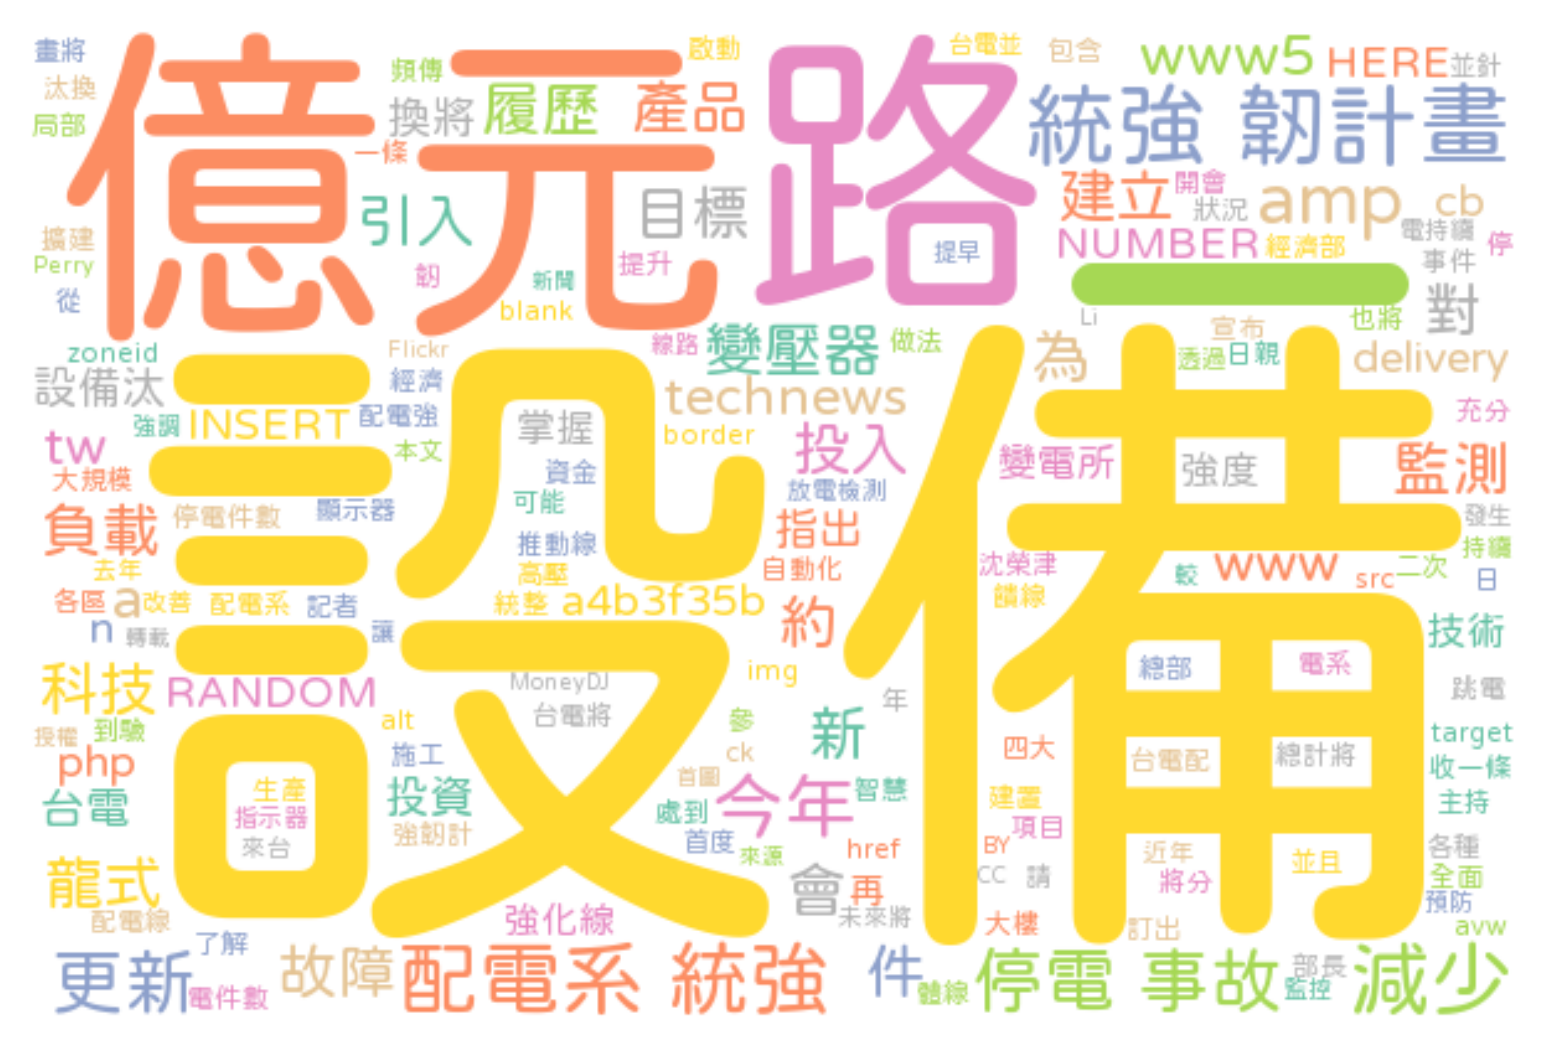 畫將
汰換
局部
億元
頻傳
換將
履歷
產品
啟動
路
台電並
包含
www5
HERE
並針
統強 韌計畫
一條
引入
目標
建立
開會
狀況
amp
cb
擴建
Perry
從
韌
新聞
提升
blank
提早
NUMBER
經濟部
電持續
停
事件
一
對
Li
宣布
也將
zoneid
設備汰
設備
Flickr
經濟
線路
變壓器
做法
為
透過
日親
delivery
強調
INSERT
配電強
technews
充分
tw
本文
掌握
border
投入
變電所
強度
監測
大規模
資金
放電檢測
負載
停電件數
顯示器
可能
指出
發生
去年
推動線
高壓
自動化
沈榮津
較
www
src
二次
持續
日
各區
a
改善
配電系
記者
統整
a4b3f35b
約
饋線
n
轉載
讓
技術
科技
RANDOM
MoneyDJ
img
總部
電系
跳電
授權
到驗
alt
台電將
參
新
年
php
施工
ck
四大
台電配
總計將
target
收一條
台電
生產
指示器
來台
投資
強韌計
首圖
處到
今年
智慧
建置
項目
主持
首度
來源
href
BY
近年
並且
各種
龍式
會
再
CC
請
將分
全面
預防
配電線
強化線
未來將
大樓
訂出
avw
更新
了解
電件數
故障
配電系 統強
件
體線
停電 事故
部長
監控
減少